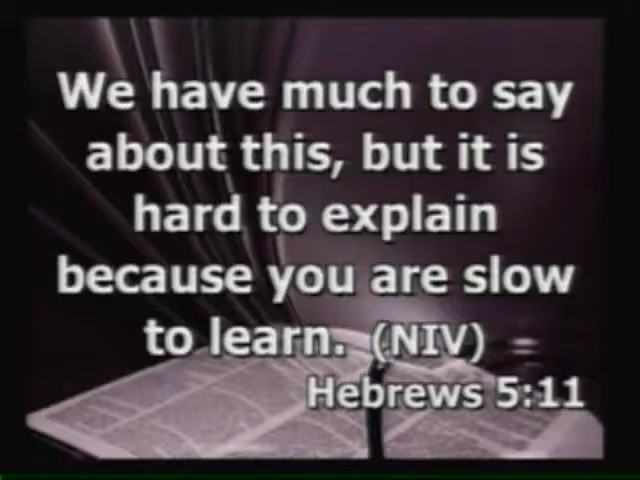 We have much to say
about this, but it is
hard to explain
because you are slow
to learn. (NIV)
Hebrews 5:11